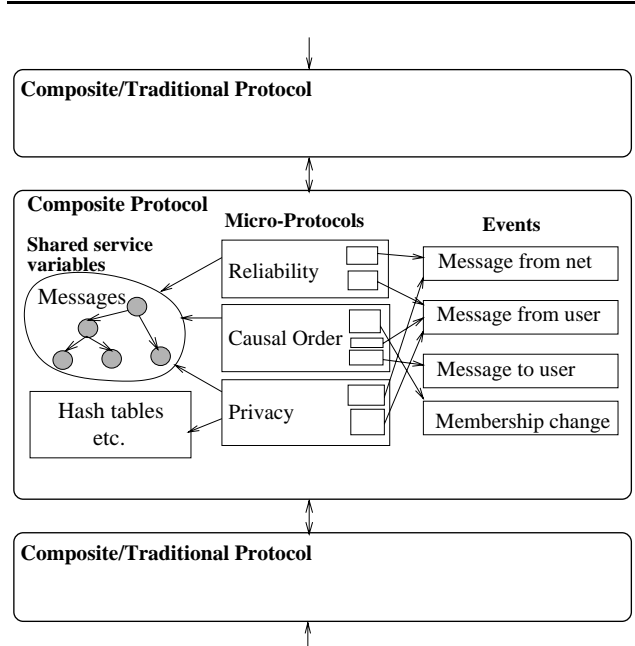 Composite/Traditional Protocol
Composite Protocol
Micro-Protocols
Events
Shared service
variables
Messages
Reliability
Causal Order
Privacy
Hash tables
etc.
Message from net
Message from user
Message to user
Membership change
Composite/Traditional Protocol